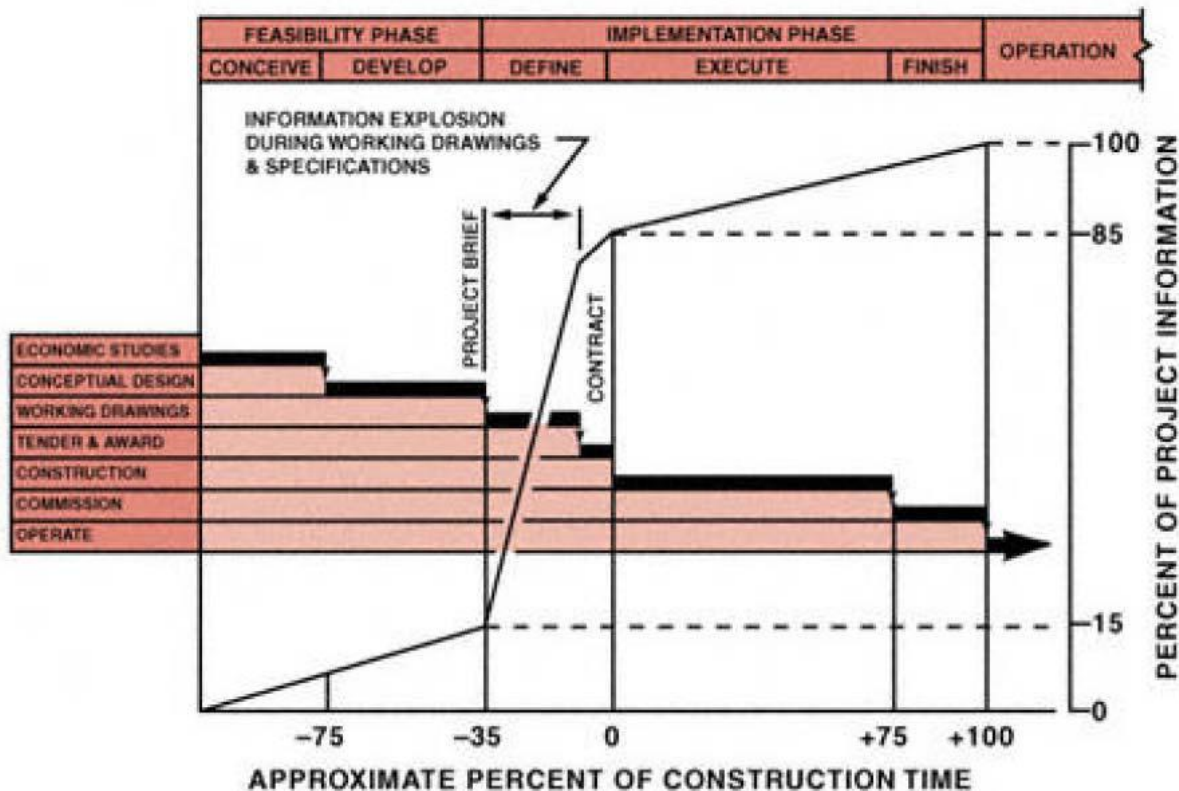 FEASIBILITY PHASE IMPLEMENTATION PHASE OPERATION
CONCEIVE DEVELOP DEFINE EXECUTE FINISH
INFORMATION EXPLOSION
DURING WORKING DRAWINGS
& SPECIFICATIONS
PROJECT BRIEF
CONTRACT
ECONOMIC STUDIES
CONCEPTUAL DESIGN
WORKING DRAWINGS
TENDER & AWARD
CONSTRUCTION
COMMISSION
OPERATE
100
85
15
0
PERCENT OF PROJECT INFORMATION
–75 –35 0 +75 +100
APPROXIMATE PERCENT OF CONSTRUCTION TIME